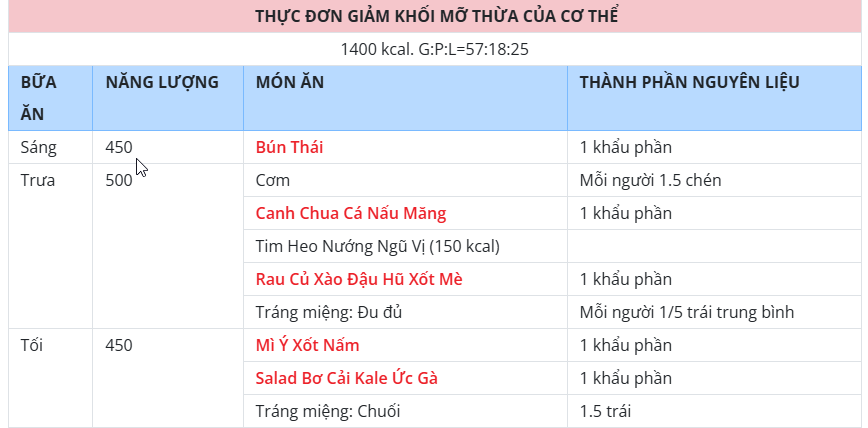 THỰC ĐƠN GIẢM KHỐI MỠ THỪA CỦA CƠ THỂ
1400 kcal. G:P:L=57:18:25
BỮA ĂN NĂNG LƯỢNG MÓN ĂN THÀNH PHẦN NGUYÊN LIỆU
Sáng 450 Bún Thái 1 khẩu phần
Trưa 500 Cơm Mỗi người 1.5 chén
Canh Chua Cá Nấu Măng 1 khẩu phần
Tim Heo Nướng Ngũ Vị (150 kcal)
Rau Củ Xào Đậu Hũ Xốt Mè 1 khẩu phần
Tráng miệng: Đu đủ Mỗi người 1/5 trái trung bình
Tối 450 Mì Ý Xốt Nấm 1 khẩu phần
Salad Bơ Cải Kale Ức Gà 1 khẩu phần
Tráng miệng: Chuối 1.5 trái